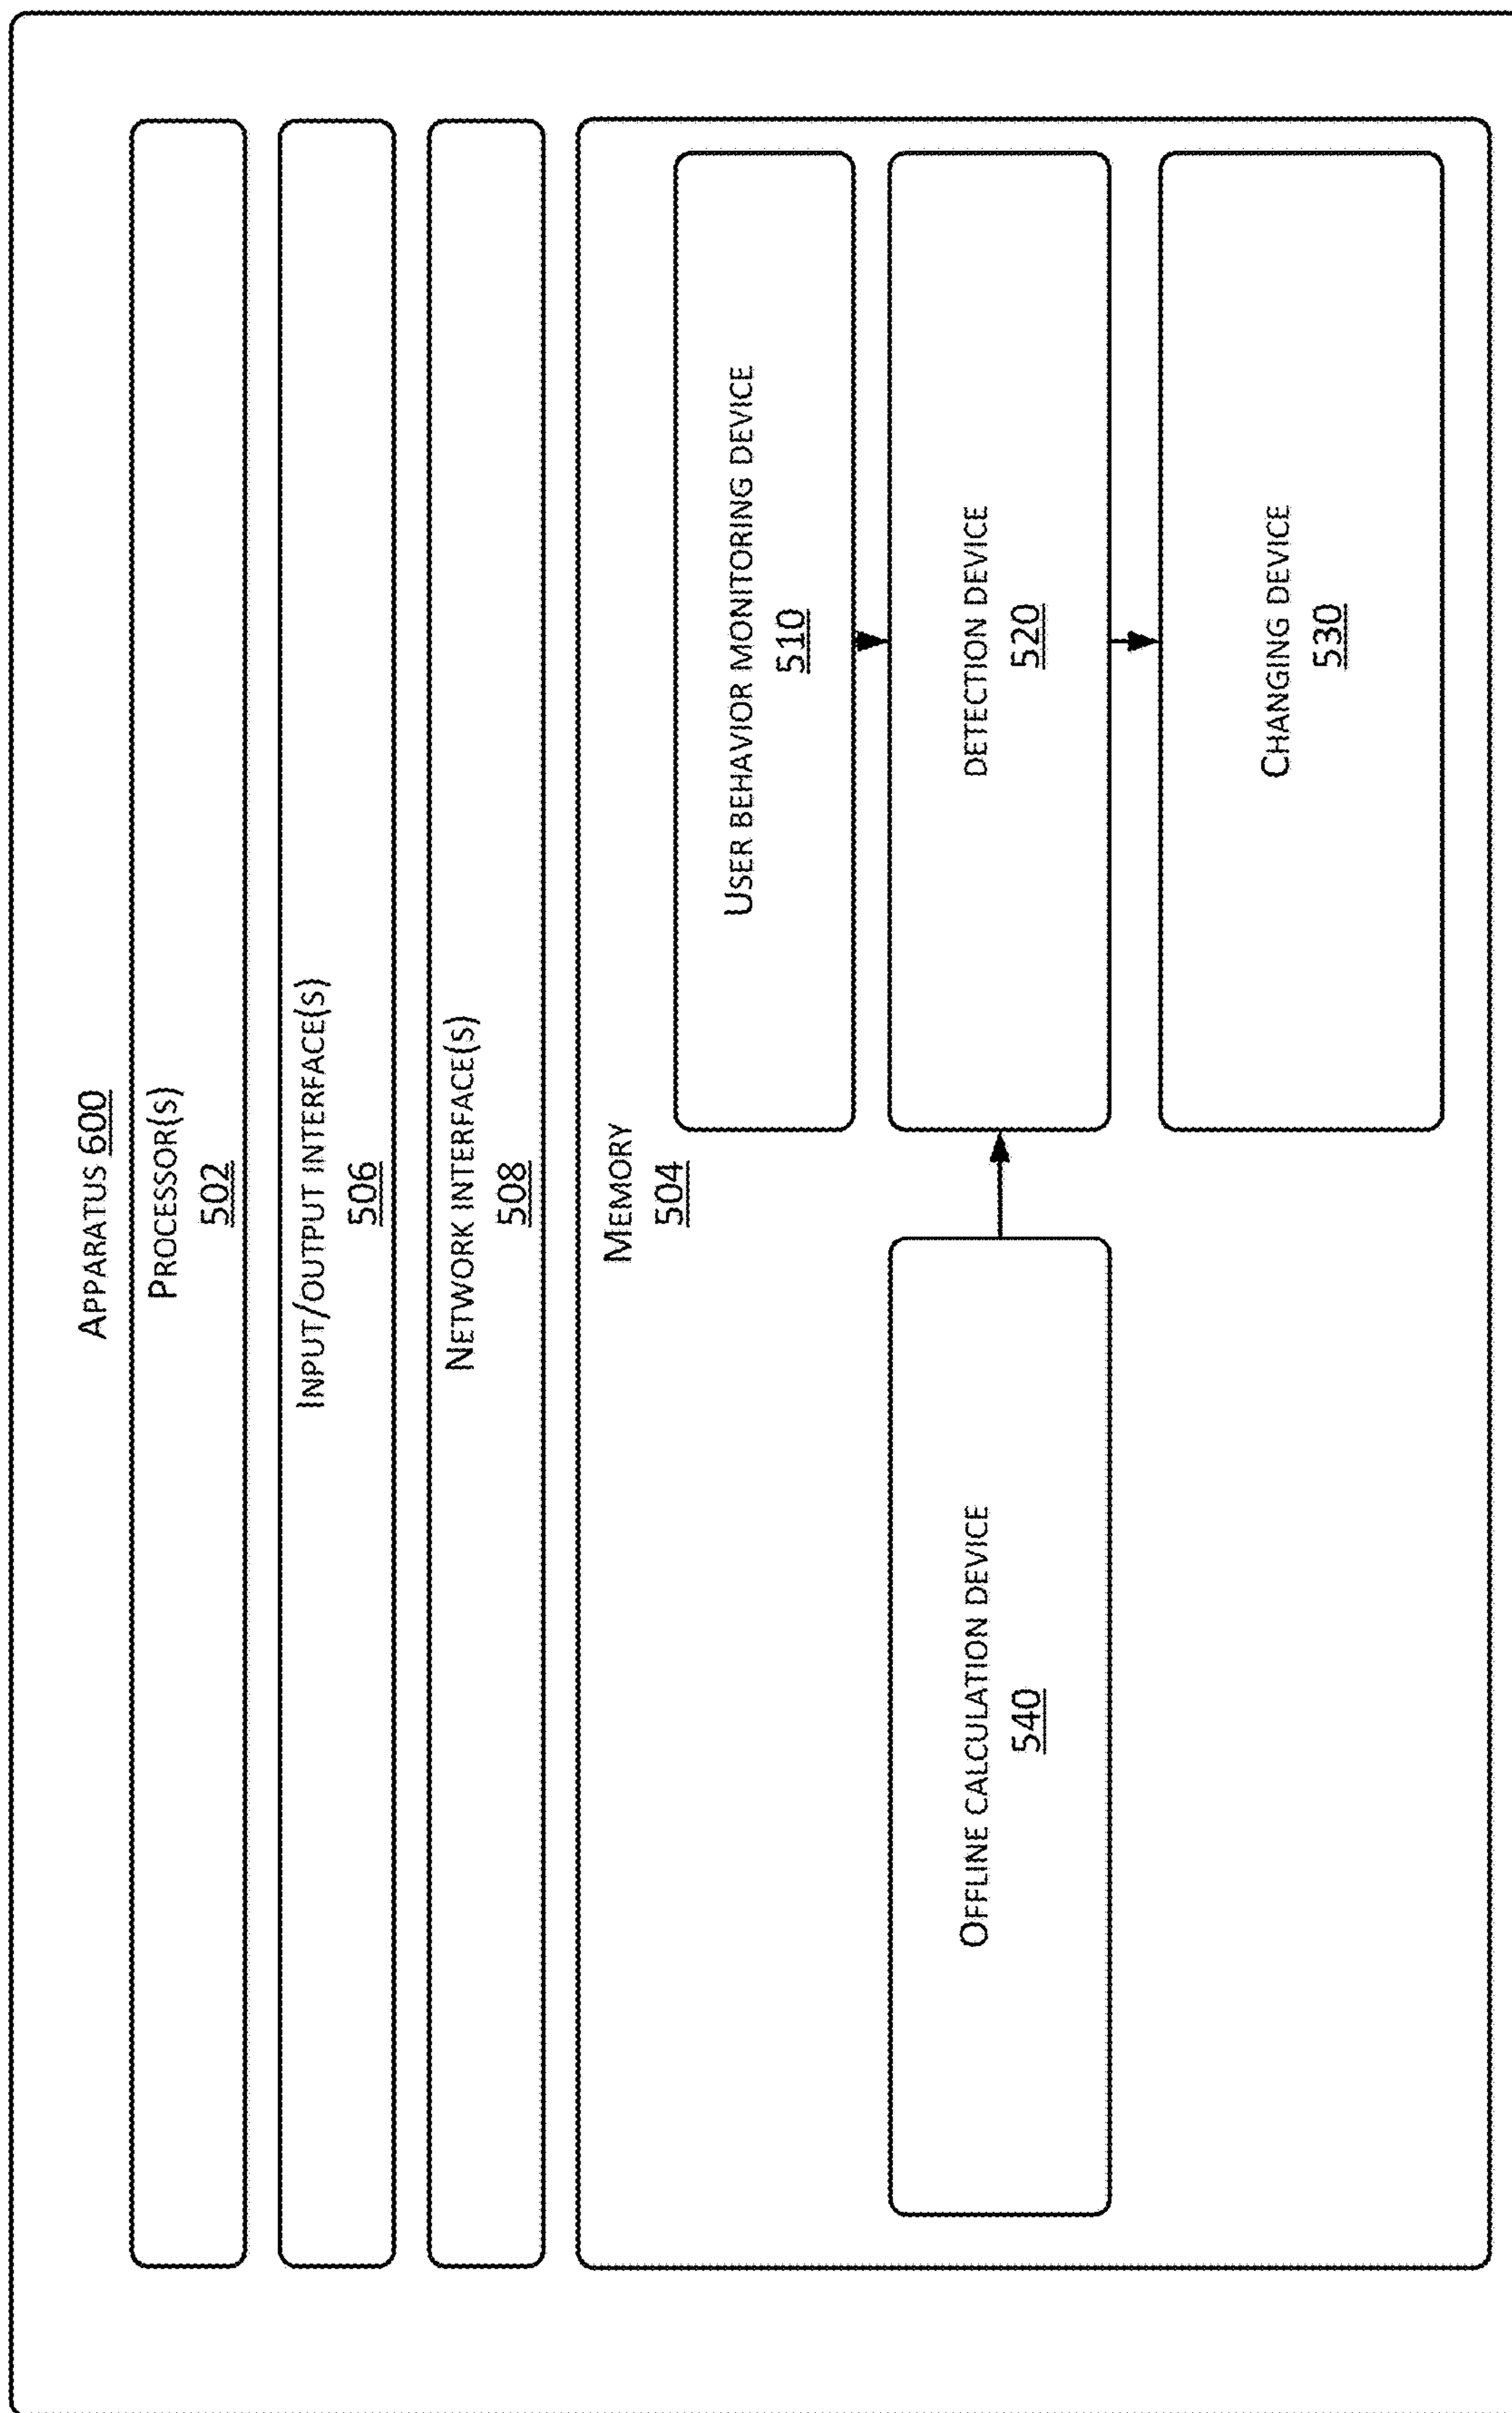 Apparatus 600
Processor(s)
502
Input/output interface(s)
506
Network interface(s)
508
Memory
504
User behavior monitoring device
510
Offline calculation device
540
detection device
520
Changing device
530